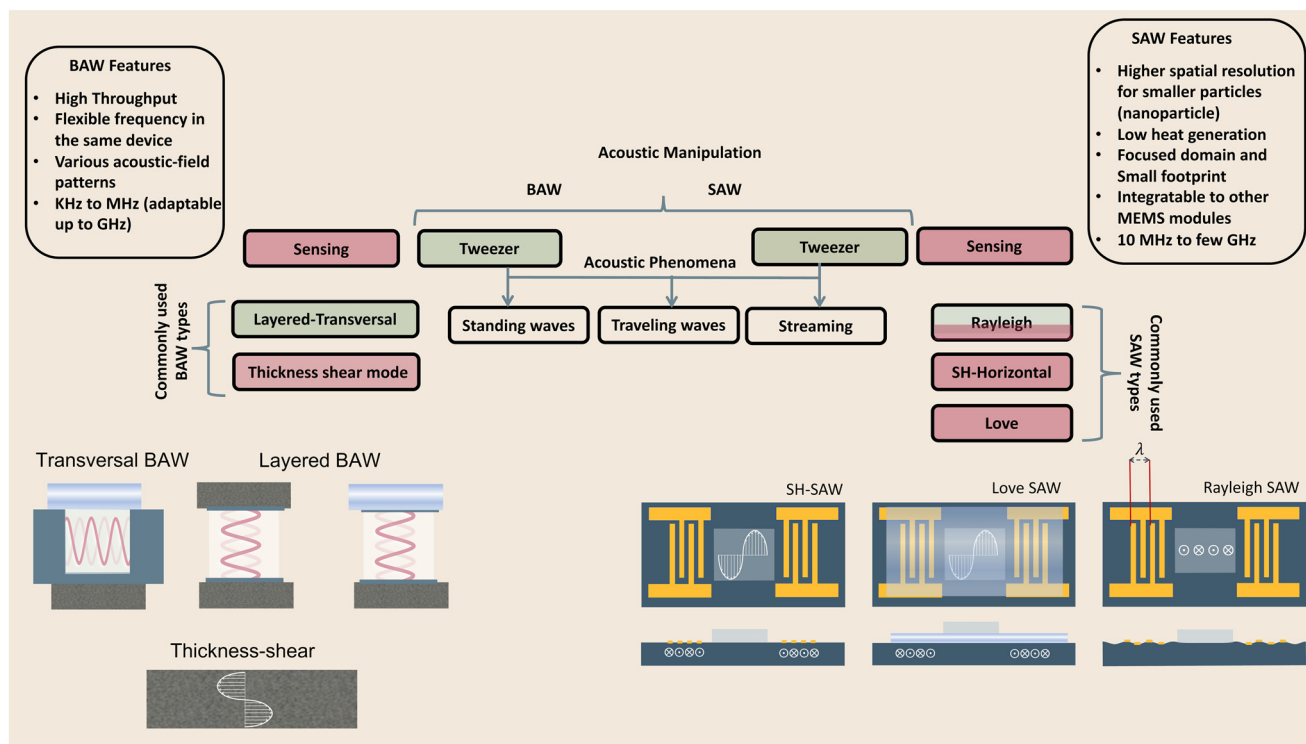 BAW Features
• High Throughput
• Flexible frequency in
the same device
• Various acoustic-field
patterns
• KHz to MHz (adaptable
up to GHz)
SAW Features
• Higher spatial resolution
for smaller particles
(nanoparticle)
• Low heat generation
• Focused domain and
Small footprint
• Integratable to other
MEMS modules
• 10 MHz to few GHz
Acoustic Manipulation
BAW
SAW
Sensing
Tweezer
Tweezer
Sensing
Acoustic Phenomena
Standing waves
Traveling waves
Streaming
Commonly used
BAW types
Layered-Transversal
Thickness shear mode
Rayleigh
SH-Horizontal
Love
Commonly used
SAW types
Transversal BAW
Layered BAW
Thickness-shear
SH-SAW
Love SAW
λ
Rayleigh SAW